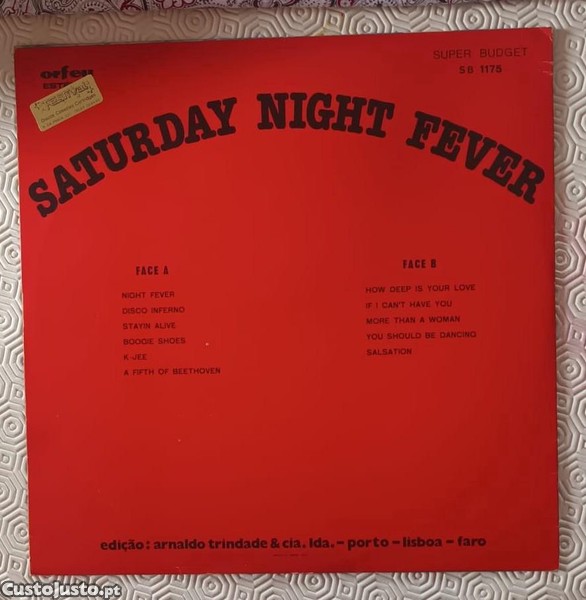 SUPER BUDGET
orfeu
SB 1175
SATURDAY NIGHT FEVER
FACE A
NIGHT FEVER
DISCO INFERNO
STAYIN ALIVE
BOOGIE SHOES
K-JEE
A FIFTH OF BEETHOVEN
FACE B
HOW DEEP IS YOUR LOVE
IF I CAN'T HAVE YOU
MORE THAN A WOMAN
YOU SHOULD BE DANCING
SALSATION
edição: arnaldo trindade & cia. lda. – porto – lisboa – faro
CustoJusto.pt